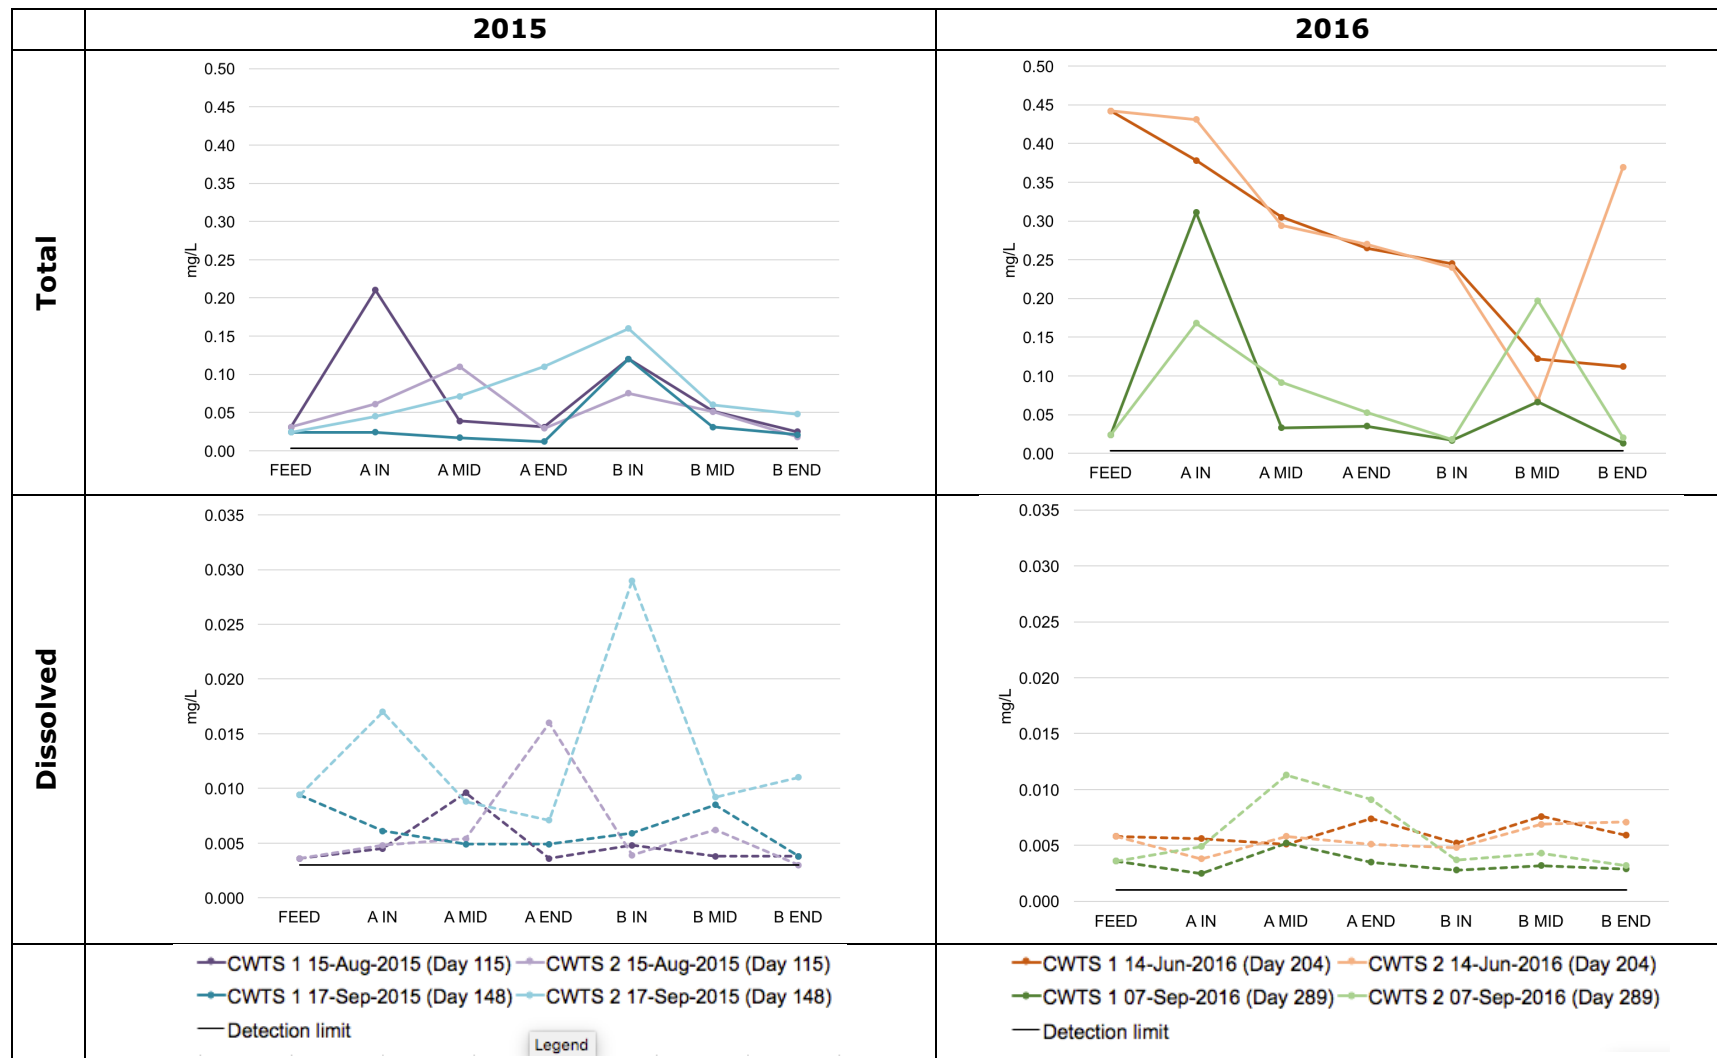 2015 2016
Total
0.50
0.45
0.40
0.35
0.30
0.25
0.20
0.15
0.10
0.05
0.00
mg/L
FEED A IN A MID A END B IN B MID B END
0.50
0.45
0.40
0.35
0.30
0.25
0.20
0.15
0.10
0.05
0.00
mg/L
FEED A IN A MID A END B IN B MID B END
Dissolved
0.035
0.030
0.025
0.020
0.015
0.010
0.005
0.000
mg/L
FEED A IN A MID A END B IN B MID B END
0.035
0.030
0.025
0.020
0.015
0.010
0.005
0.000
mg/L
FEED A IN A MID A END B IN B MID B END
CWTS 1 15-Aug-2015 (Day 115) CWTS 2 15-Aug-2015 (Day 115)
CWTS 1 17-Sep-2015 (Day 148) CWTS 2 17-Sep-2015 (Day 148)
Detection limit
Legend
CWTS 1 14-Jun-2016 (Day 204) CWTS 2 14-Jun-2016 (Day 204)
CWTS 1 07-Sep-2016 (Day 289) CWTS 2 07-Sep-2016 (Day 289)
Detection limit